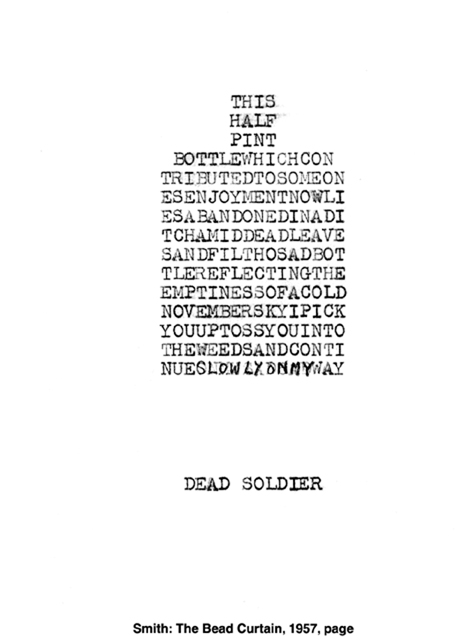 THIS
HALF
PINT
BOTTLEWHICHCON
TRIBUTEDTOSOMEON
ESENJOYMENTNOWLI
ESABANDONEDINADI
TCHAMIDDEADLEAVE
SANDFILTHOSADBOT
TLEREFLECTINGTHE
EMPTINESSOFACOLD
NOVEMBERSKYIPICK
YOUUPTOSSYOUINTO
THEWEEDSANDCONTI
NUESLOWLYONMYWAY
DEAD SOLDIER
Smith: The Bead Curtain, 1957, page